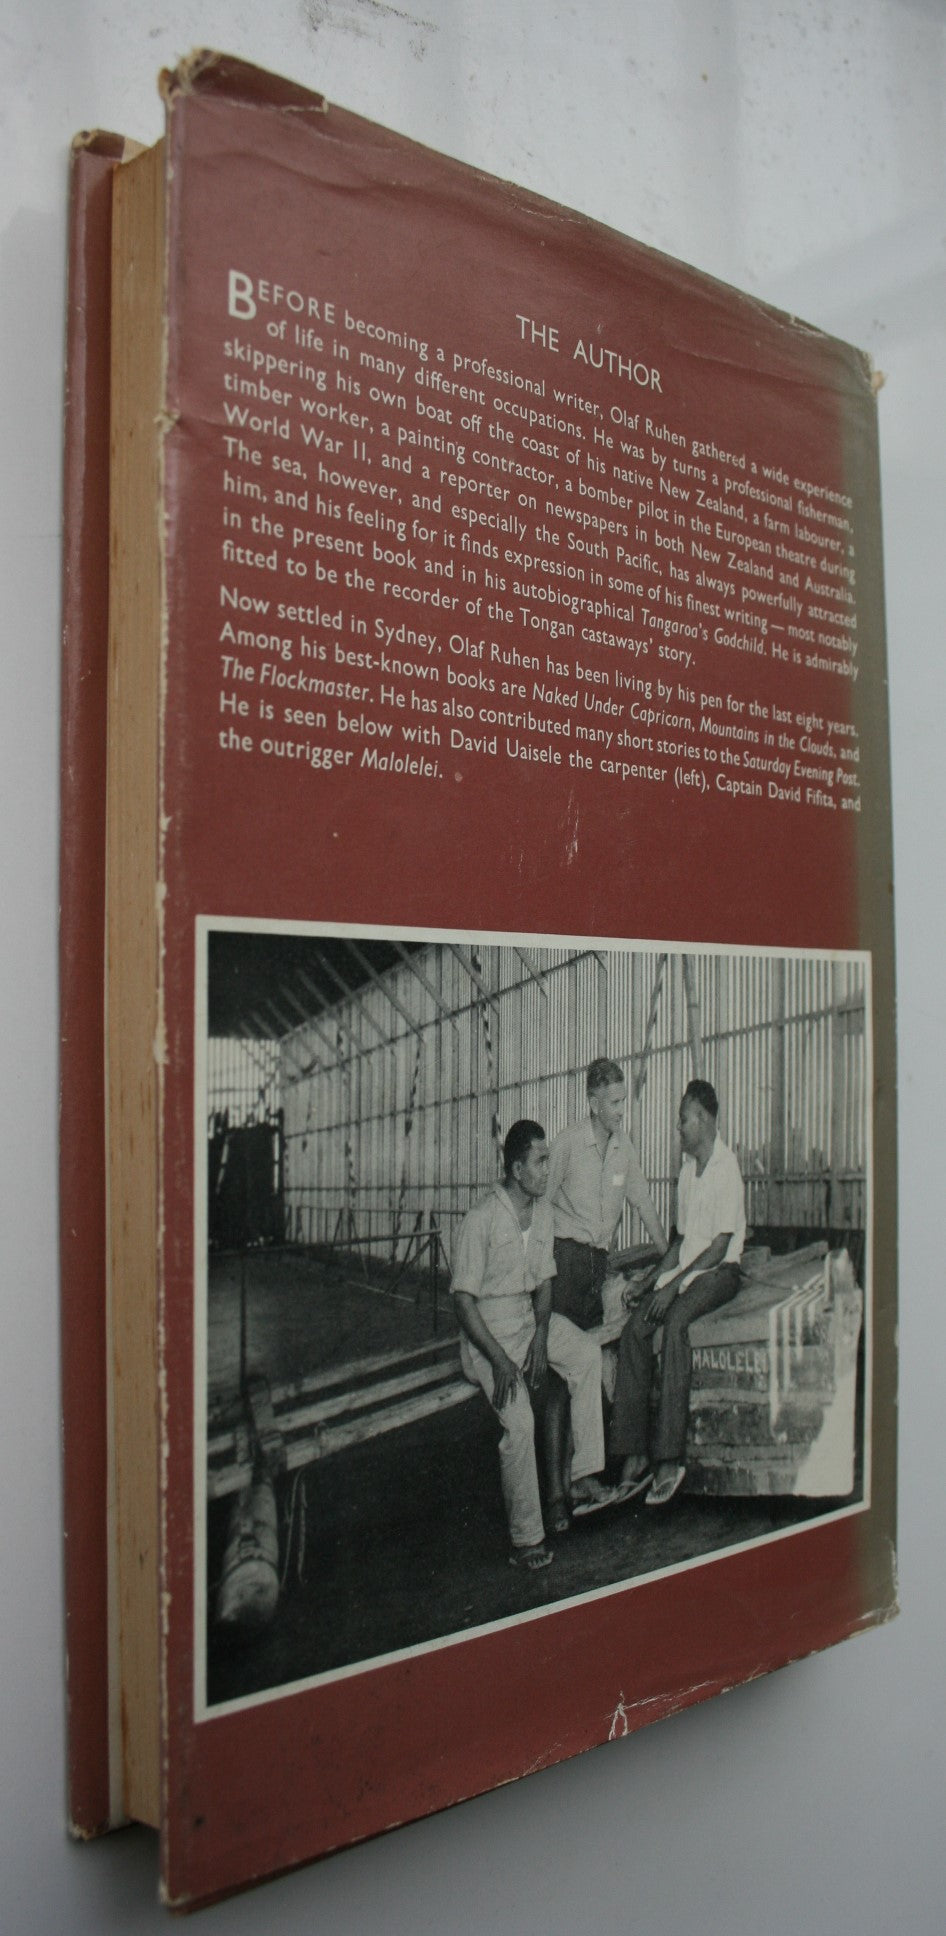 THE AUTHOR
BEFORE becoming a professional writer, Olaf Ruhen gathered a wide experience
of life in many different occupations. He was by turns a professional fisherman,
skippering his own boat off the coast of his native New Zealand, a farm labourer, a
timber worker, a painting contractor, a bomber pilot in the European theatre during
World War II, and a reporter on newspapers in both New Zealand and Australia.
The sea, however, and especially the South Pacific, has always powerfully attracted
him, and his feeling for it finds expression in some of his finest writing — most notably
in the present book and in his autobiographical Tangaroa's Godchild. He is admirably
fitted to be the recorder of the Tongan castaways' story.
Now settled in Sydney, Olaf Ruhen has been living by his pen for the last eight years.
Among his best-known books are Naked Under Capricorn, Mountains in the Clouds, and
The Flockmaster. He has also contributed many short stories to the Saturday Evening Post.
He is seen below with David Uaisele the carpenter (left), Captain David Fifita, and
the outrigger Malolelei.
MALOLELEI